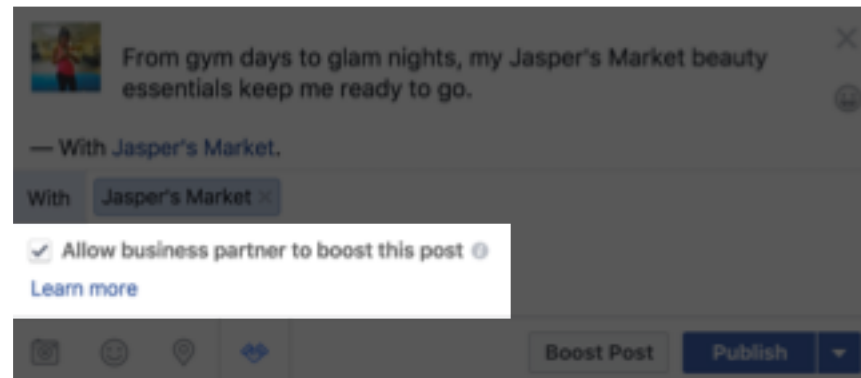 From gym days to glam nights, my Jasper's Market beauty
essentials keep me ready to go.
— With Jasper's Market.
With Jasper's Market ×
Allow business partner to boost this post
Learn more
Boost Post Publish